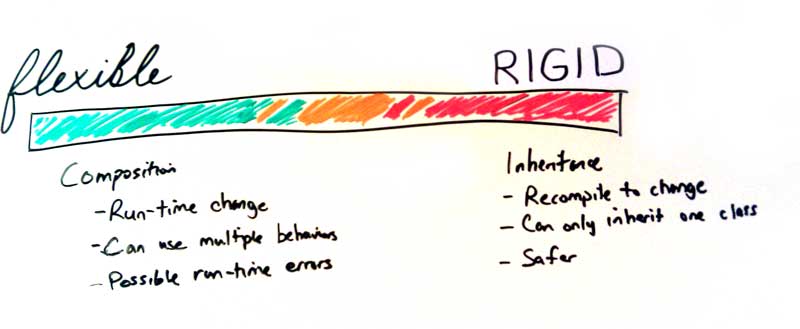 flexible
RIGID
Composition
- Run-time change
- Can use multiple behaviors
- Possible run-time errors
Inheritance
- Recompile to change
- Can only inherit one class
- Safer